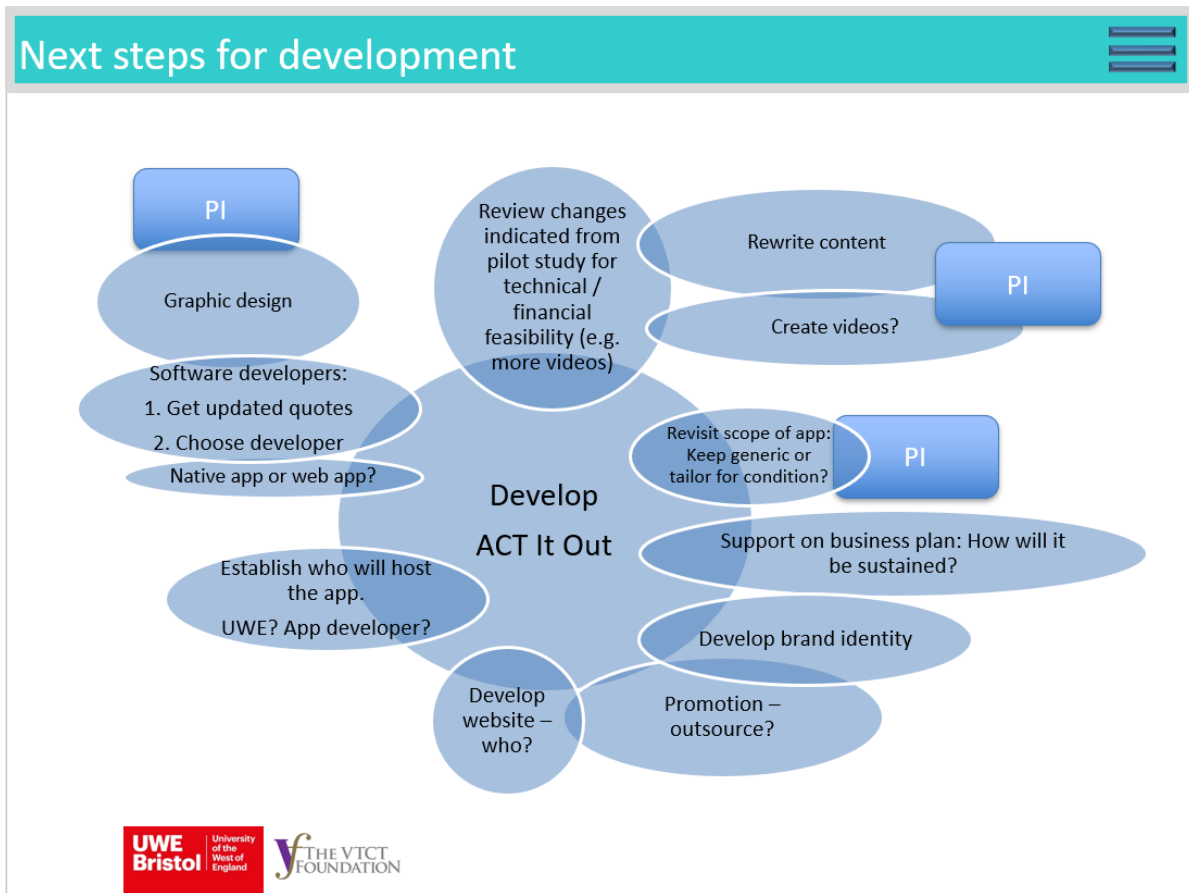 Next steps for development
PI
Graphic design
Software developers:
1. Get updated quotes
2. Choose developer
Native app or web app?
Establish who will host
the app.
UWE? App developer?
Review changes
indicated from
pilot study for
technical /
financial
feasibility (e.g.
more videos)
Develop
ACT It Out
Develop
website –
who?
Rewrite content
PI
Create videos?
Revisit scope of app:
Keep generic or
tailor for condition?
PI
Support on business plan: How will it
be sustained?
Develop brand identity
Promotion –
outsource?
UWE
Bristol
University
of the
West of
England
THE VTCT
FOUNDATION